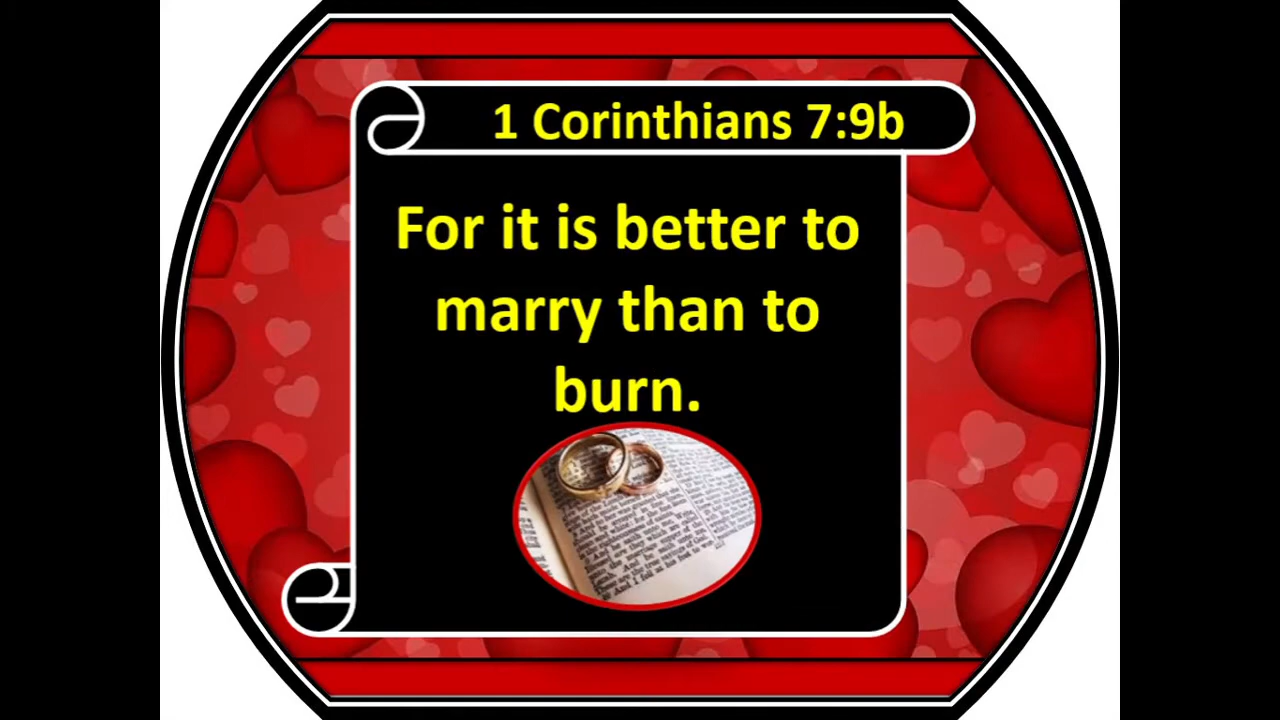 1 Corinthians 7:9b
For it is better to
marry than to
burn.